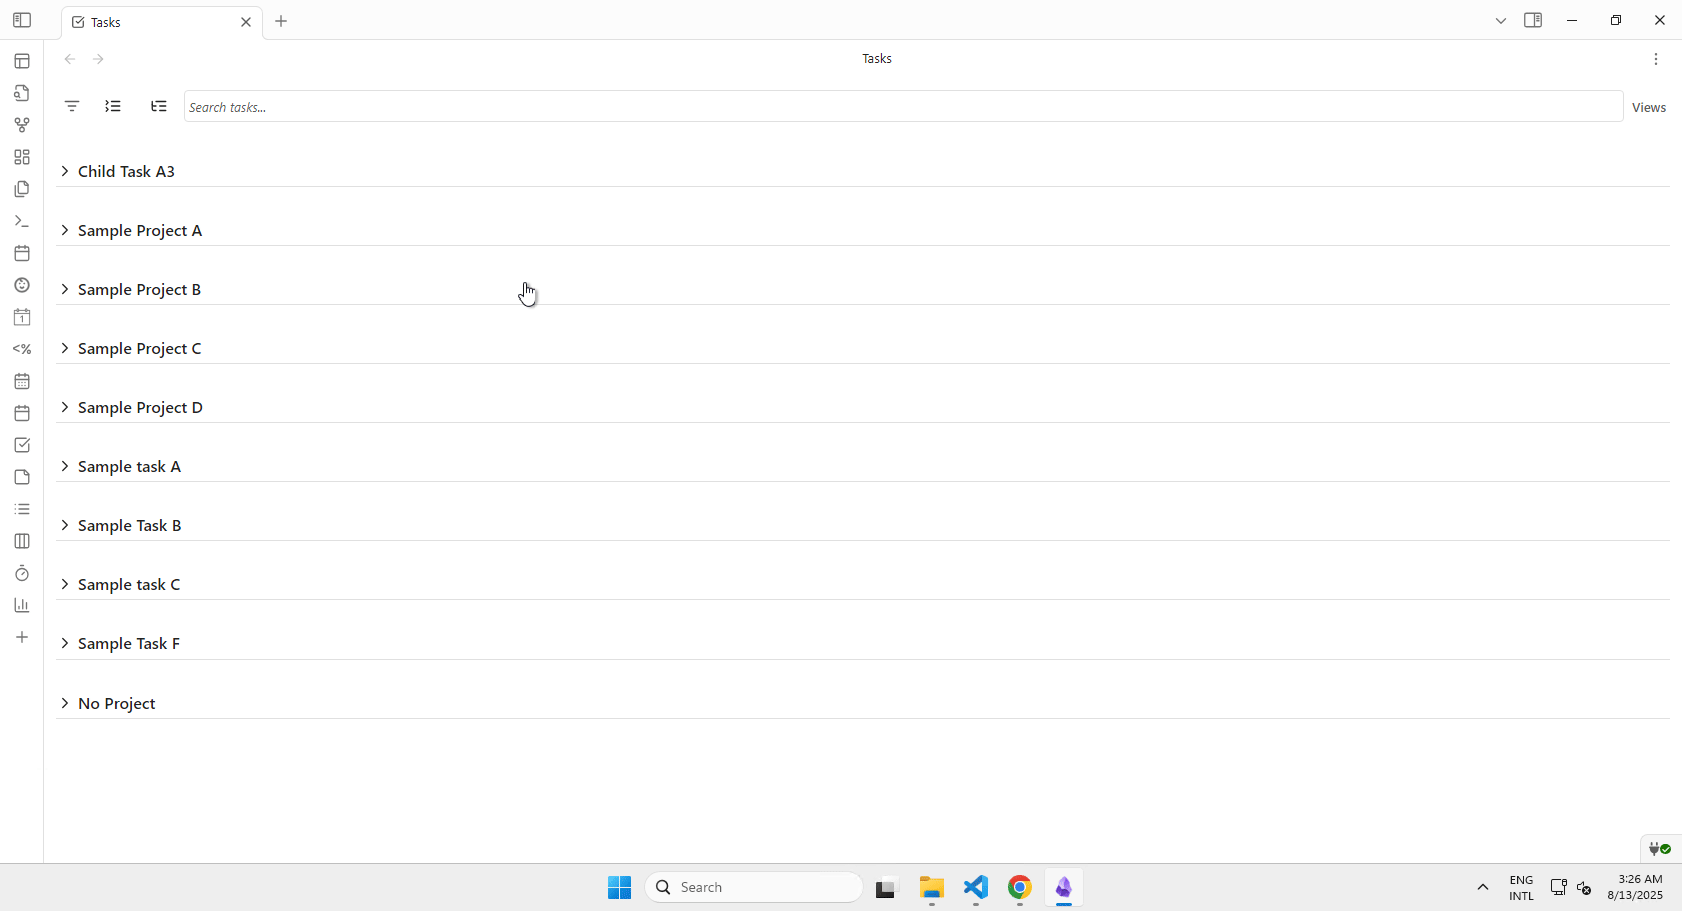 Tasks
Tasks
Search tasks...
Views
Child Task A3
Sample Project A
Sample Project B
Sample Project C
Sample Project D
Sample task A
Sample Task B
Sample task C
Sample Task F
No Project
1
<%
Search
ENG
INTL
3:26 AM
8/13/2025